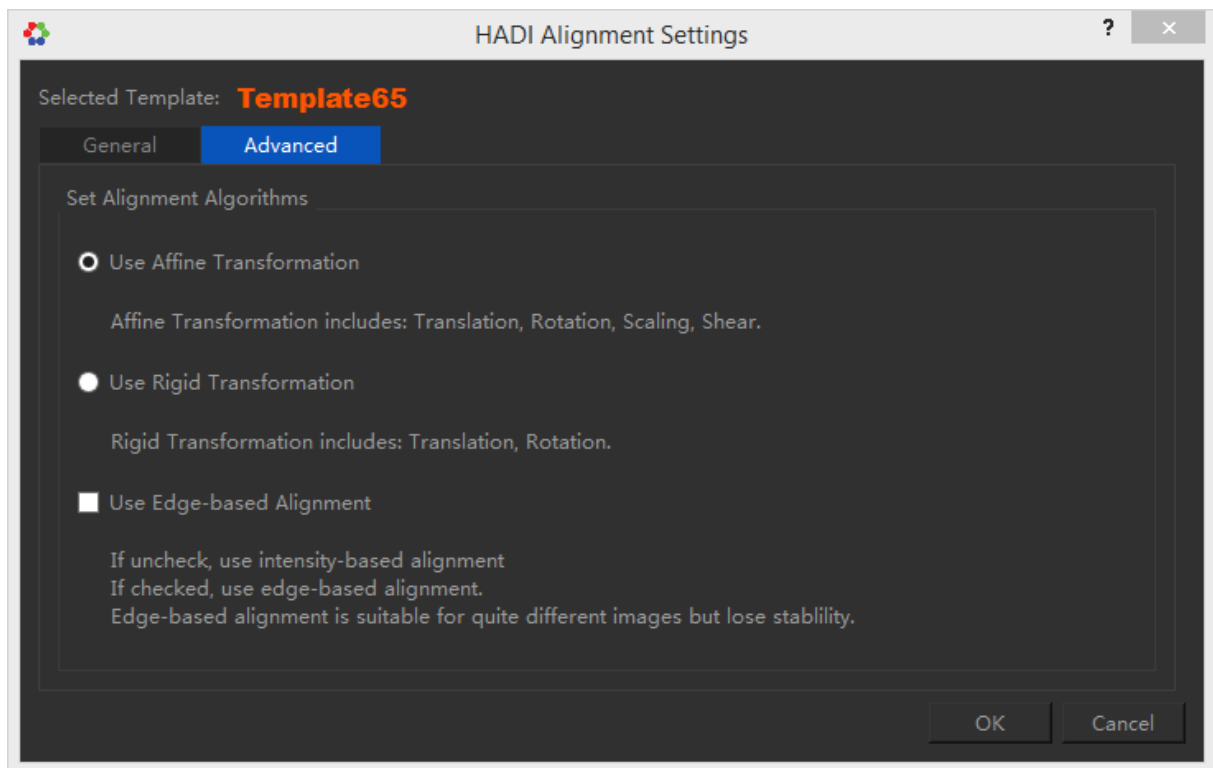 HADI Alignment Settings
?
×
Selected Template: Template65
General Advanced
Set Alignment Algorithms
Use Affine Transformation
Affine Transformation includes: Translation, Rotation, Scaling, Shear.
Use Rigid Transformation
Rigid Transformation includes: Translation, Rotation.
Use Edge-based Alignment
If uncheck, use intensity-based alignment
If checked, use edge-based alignment.
Edge-based alignment is suitable for quite different images but lose stablility.
OK Cancel